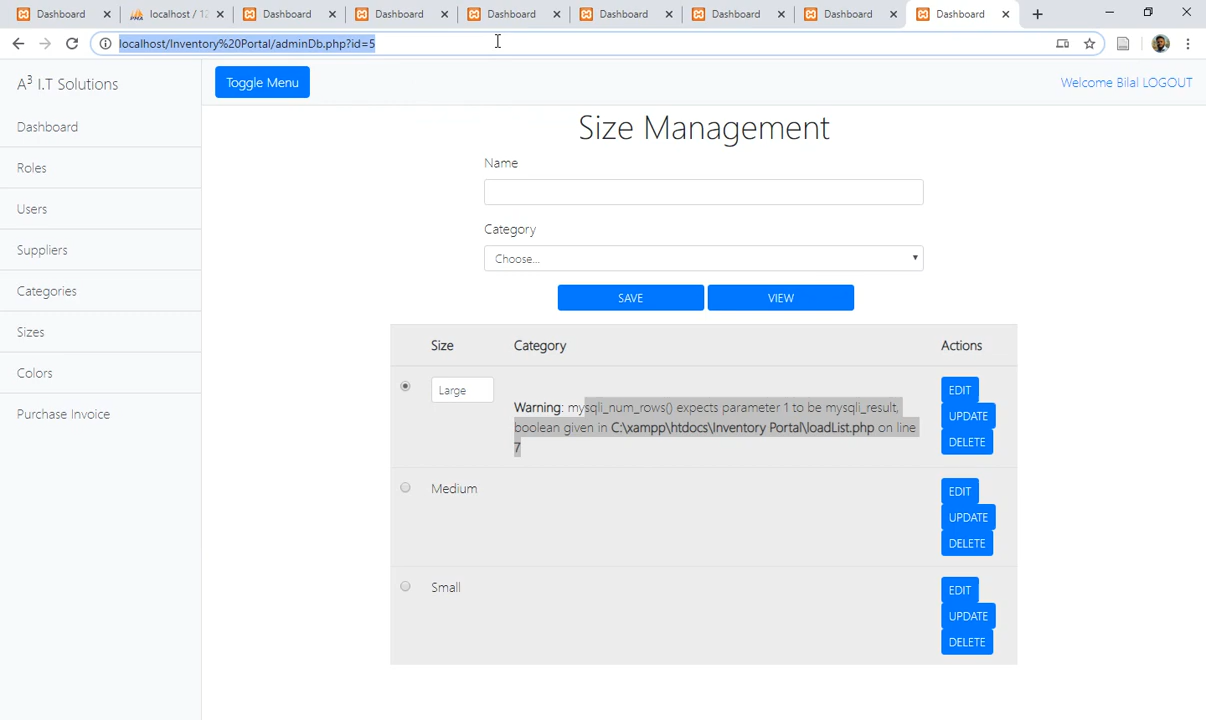 Dashboard localhost / 12 Dashboard Dashboard Dashboard Dashboard Dashboard Dashboard Dashboard
localhost/Inventory%20Portal/adminDb.php?id=5
A3 I.T Solutions
Toggle Menu
Welcome Bilal LOGOUT
Dashboard
Roles
Users
Suppliers
Categories
Sizes
Colors
Purchase Invoice
Size Management
Name
Category
Choose...
SAVE VIEW
Size Category Actions
Large
Warning: mysqli_num_rows() expects parameter 1 to be mysqli_result,
boolean given in C:\xampp\htdocs\Inventory Portal\loadList.php on line
7
EDIT
UPDATE
DELETE
Medium
EDIT
UPDATE
DELETE
Small
EDIT
UPDATE
DELETE